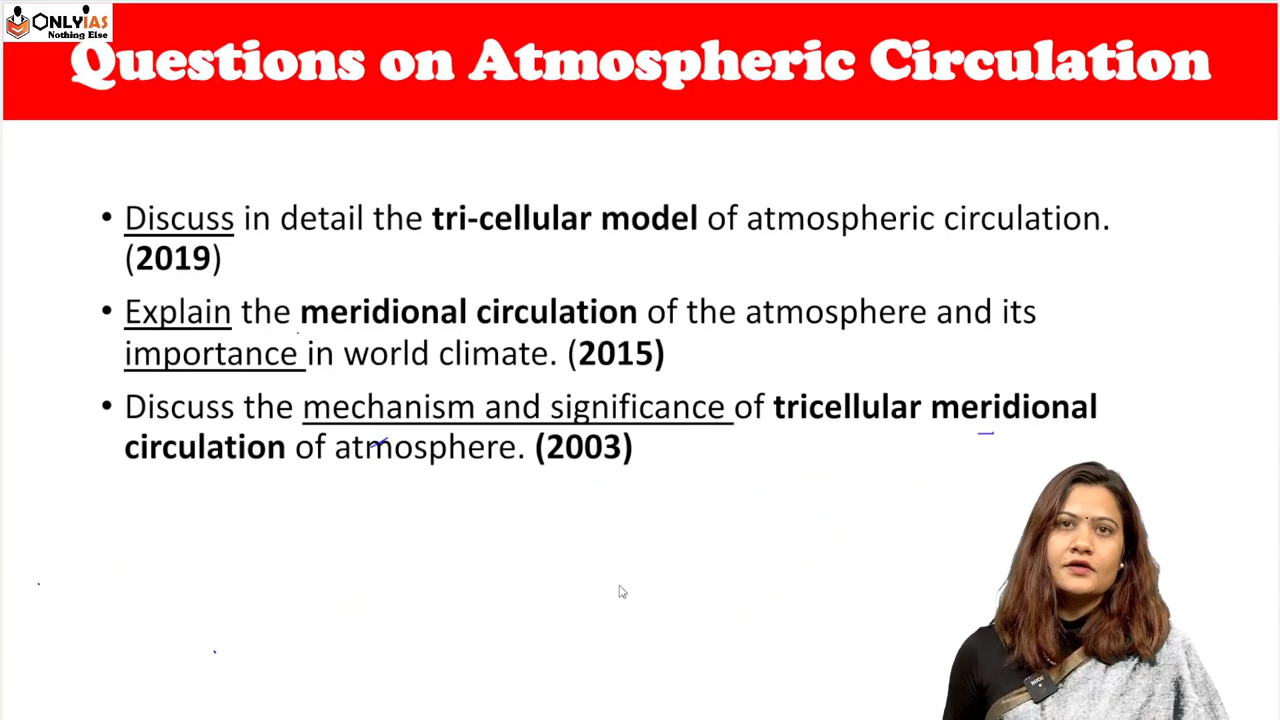 ONLYIAS
Nothing Else
Questions on Atmospheric Circulation
• Discuss in detail the tri-cellular model of atmospheric circulation.
(2019)
• Explain the meridional circulation of the atmosphere and its
importance in world climate. (2015)
• Discuss the mechanism and significance of tricellular meridional
circulation of atmosphere. (2003)
RODE